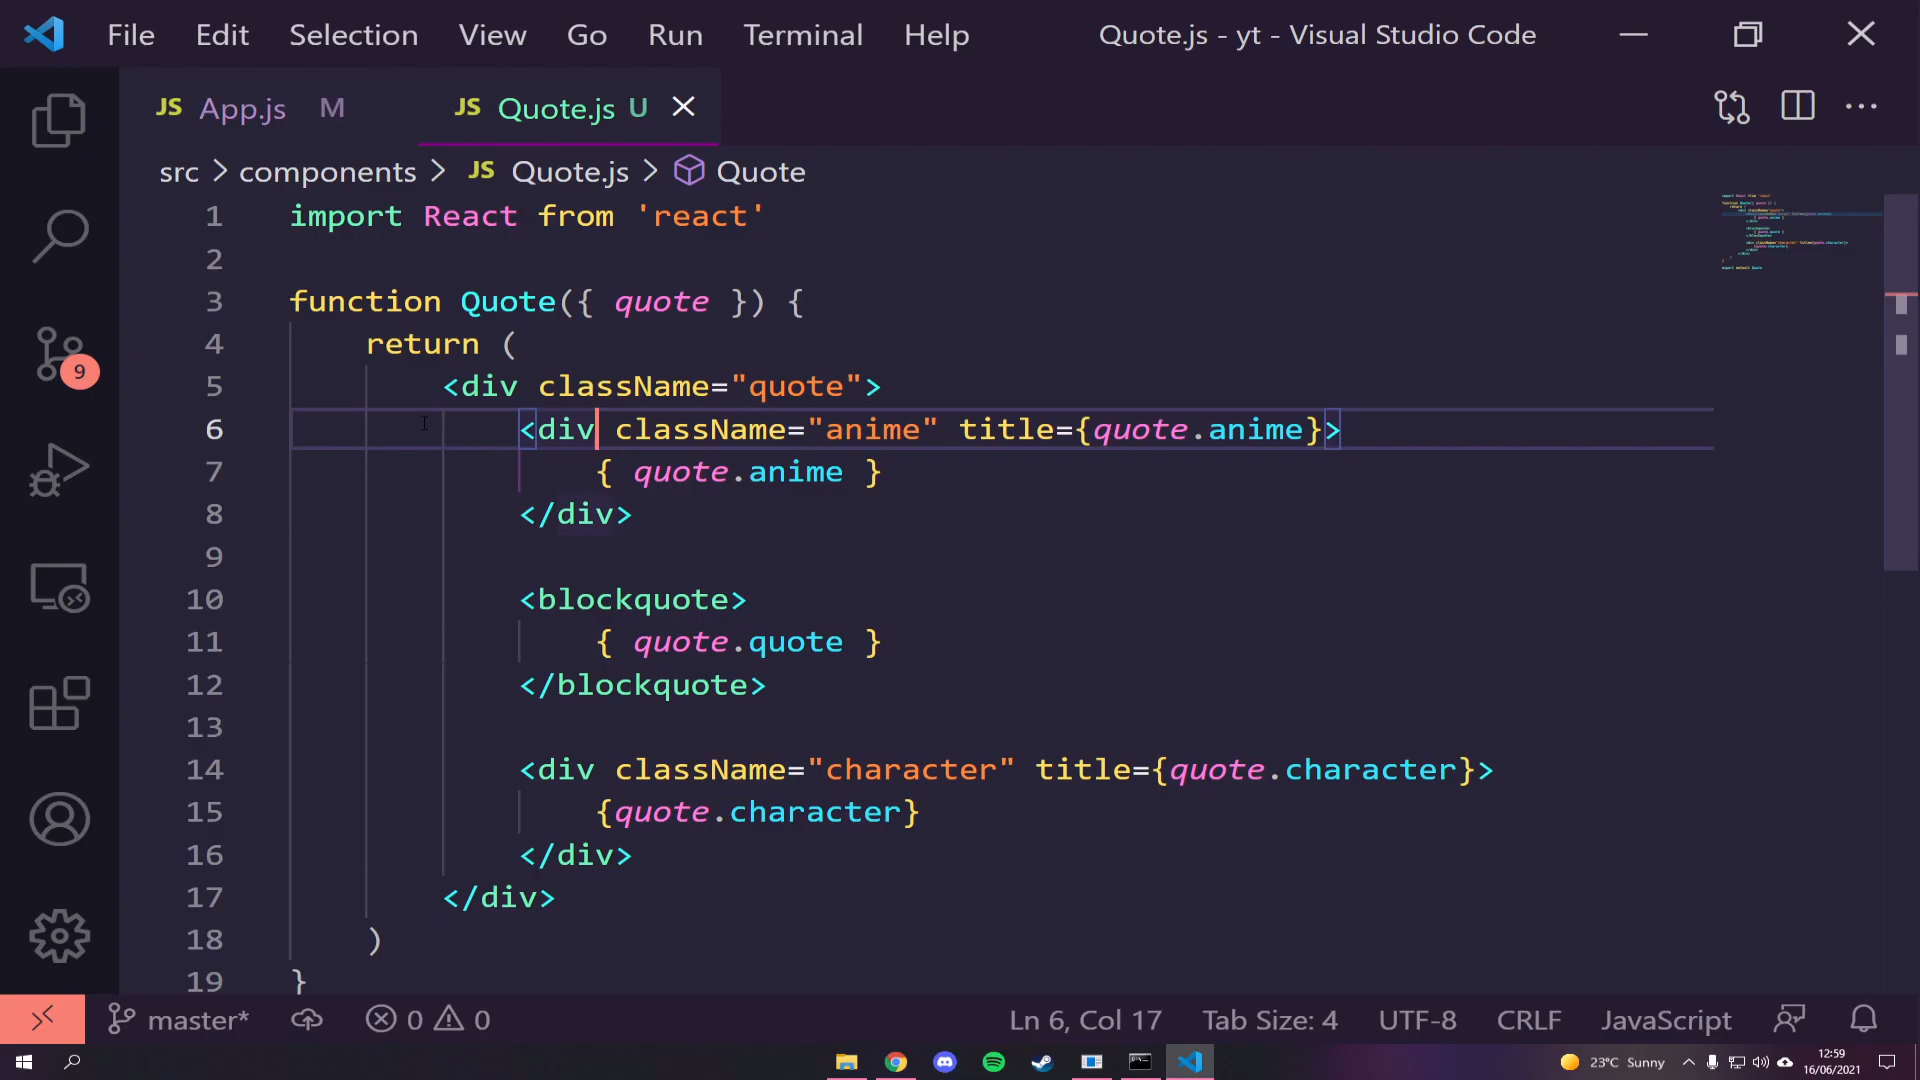 File Edit Selection View Go Run Terminal Help Quote.js - yt - Visual Studio Code
JS App.js M JS Quote.js U
src > components > JS Quote.js > Quote
1 import React from 'react'
2
3 function Quote({ quote }) {
4 return (
5 <div className="quote">
6 <div className="anime" title={quote.anime}>
7 { quote.anime }
8 </div>
9
10 <blockquote>
11 { quote.quote }
12 </blockquote>
13
14 <div className="character" title={quote.character}>
15 {quote.character}
16 </div>
17 </div>
18 )
19 }
9
master* 0 0 Ln 6, Col 17 Tab Size: 4 UTF-8 CRLF JavaScript
23°C Sunny 12:59
16/06/2021